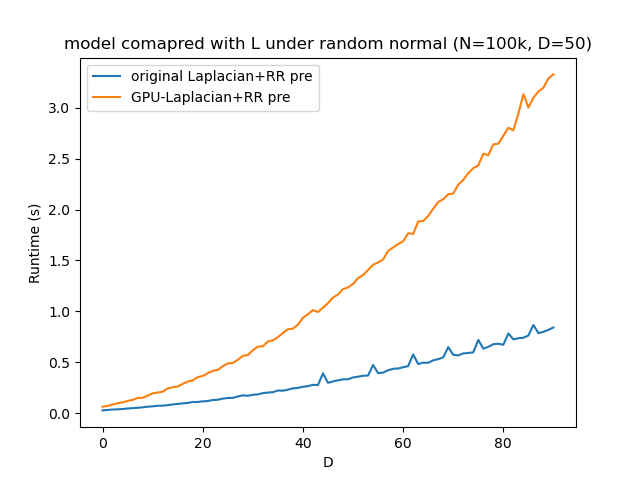 model comapred with L under random normal (N=100k, D=50)
original Laplacian+RR pre
GPU-Laplacian+RR pre
Runtime (s)
3.0
2.5
2.0
1.5
1.0
0.5
0.0
0 20 40 60 80
D